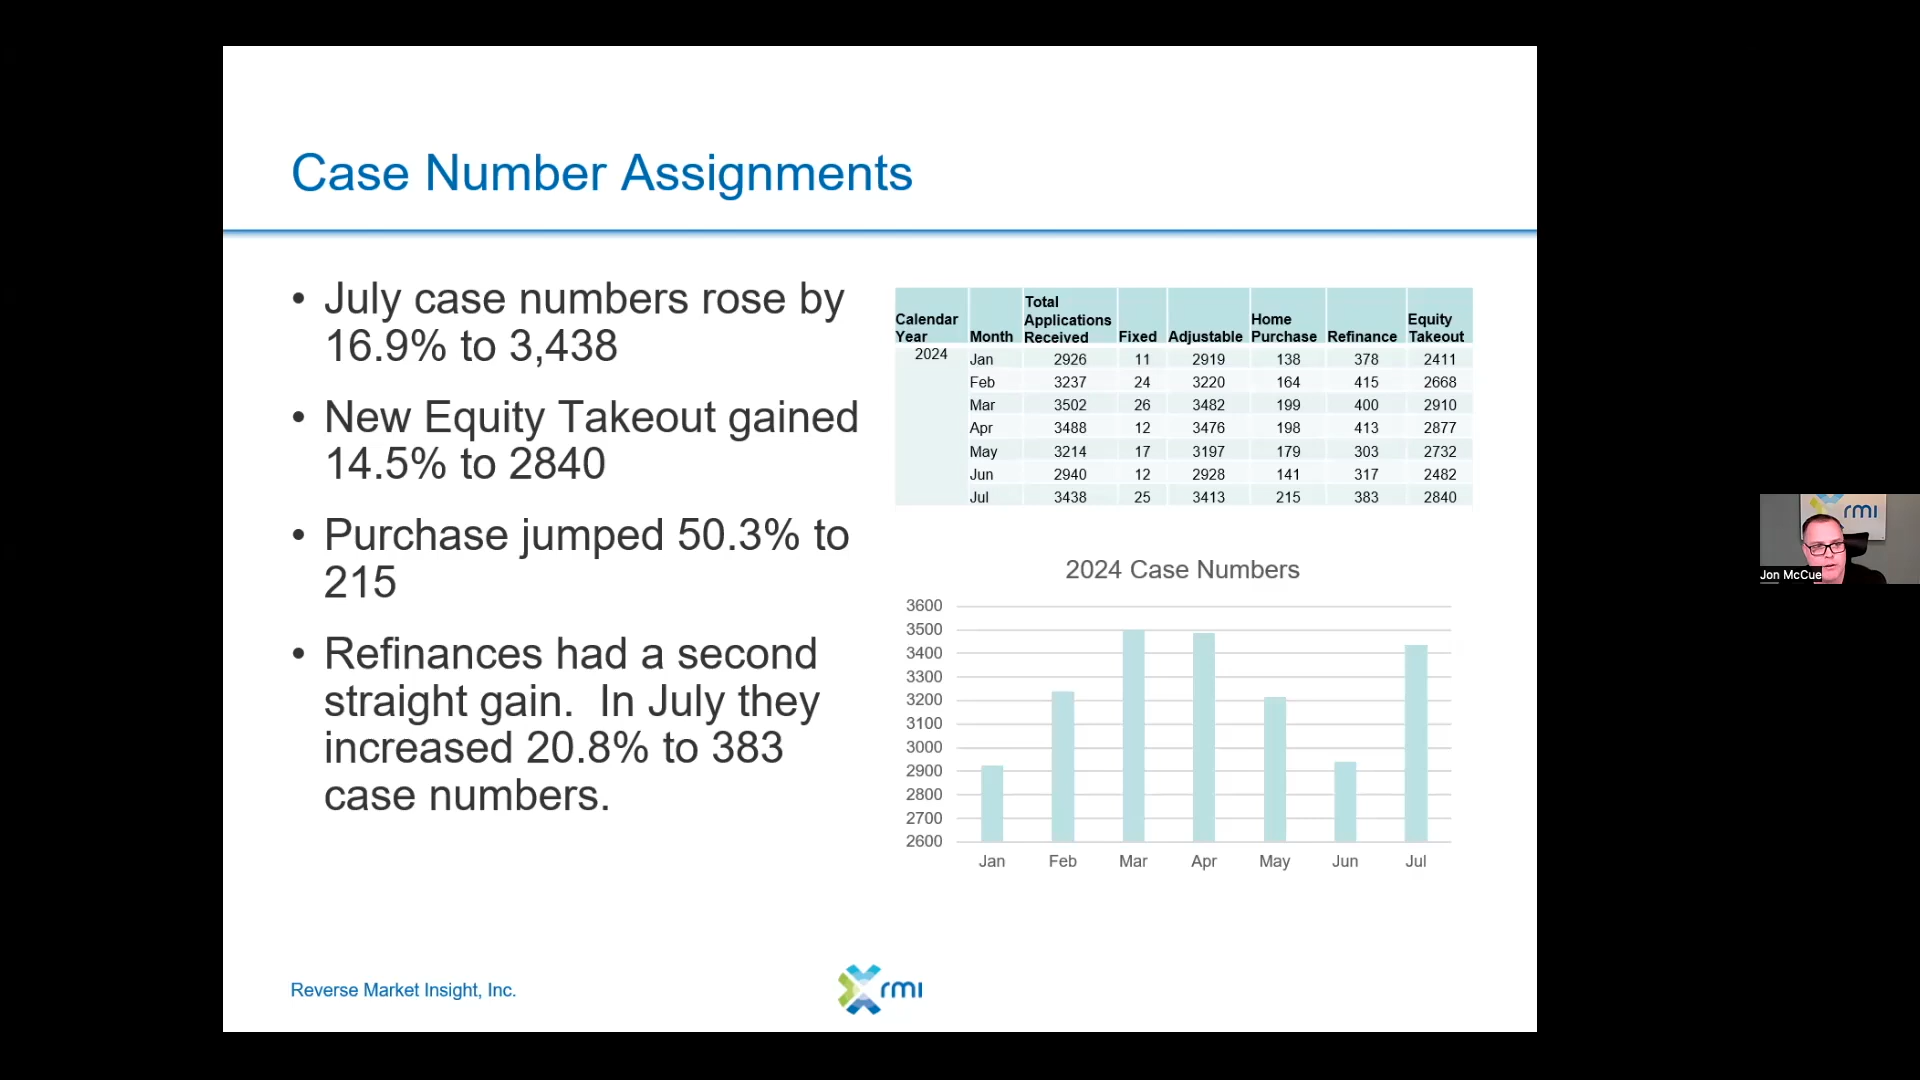 Case Number Assignments
• July case numbers rose by
16.9% to 3,438
• New Equity Takeout gained
14.5% to 2840
• Purchase jumped 50.3% to
215
• Refinances had a second
straight gain.  In July they
increased 20.8% to 383
case numbers.
Calendar Year Month Total Applications Received Fixed Adjustable Home Purchase Refinance Equity Takeout
2024 Jan 2926 11 2919 138 378 2411
Feb 3237 24 3220 164 415 2668
Mar 3502 26 3482 199 400 2910
Apr 3488 12 3476 198 413 2877
May 3214 17 3197 179 303 2732
Jun 2940 12 2928 141 317 2482
Jul 3438 25 3413 215 383 2840
2024 Case Numbers
3600
3500
3400
3300
3200
3100
3000
2900
2800
2700
2600
Jan Feb Mar Apr May Jun Jul
Reverse Market Insight, Inc.
rmi
rmi
Jon McCue